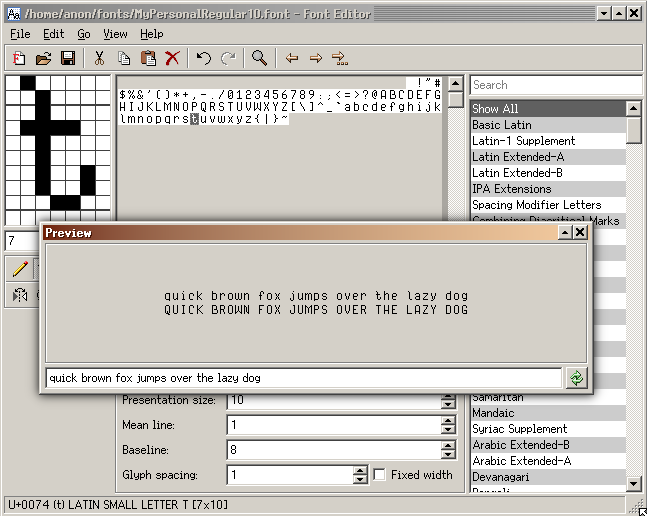 /home/anon/fonts/MyPersonalRegular10.font - Font Editor
File Edit Go View Help
!"#
$%&'()*+,-./0123456789:;<=>?@ABCDEFG
HIJKLMNOPQRSTUVWXYZ[\]^_`abcdefghijk
lmnopqrstuvwxyz{|}~
Search
Show All
Basic Latin
Latin-1 Supplement
Latin Extended-A
Latin Extended-B
IPA Extensions
Spacing Modifier Letters
Combining Diacritical Marks
7
Preview
quick brown fox jumps over the lazy dog
QUICK BROWN FOX JUMPS OVER THE LAZY DOG
quick brown fox jumps over the lazy dog
Samaritan
Mandaic
Syriac Supplement
Arabic Extended-B
Arabic Extended-A
Devanagari
Bengali
Presentation size: 10
Mean line: 1
Baseline: 8
Glyph spacing: 1 Fixed width
U+0074 (t) LATIN SMALL LETTER T [7x10]